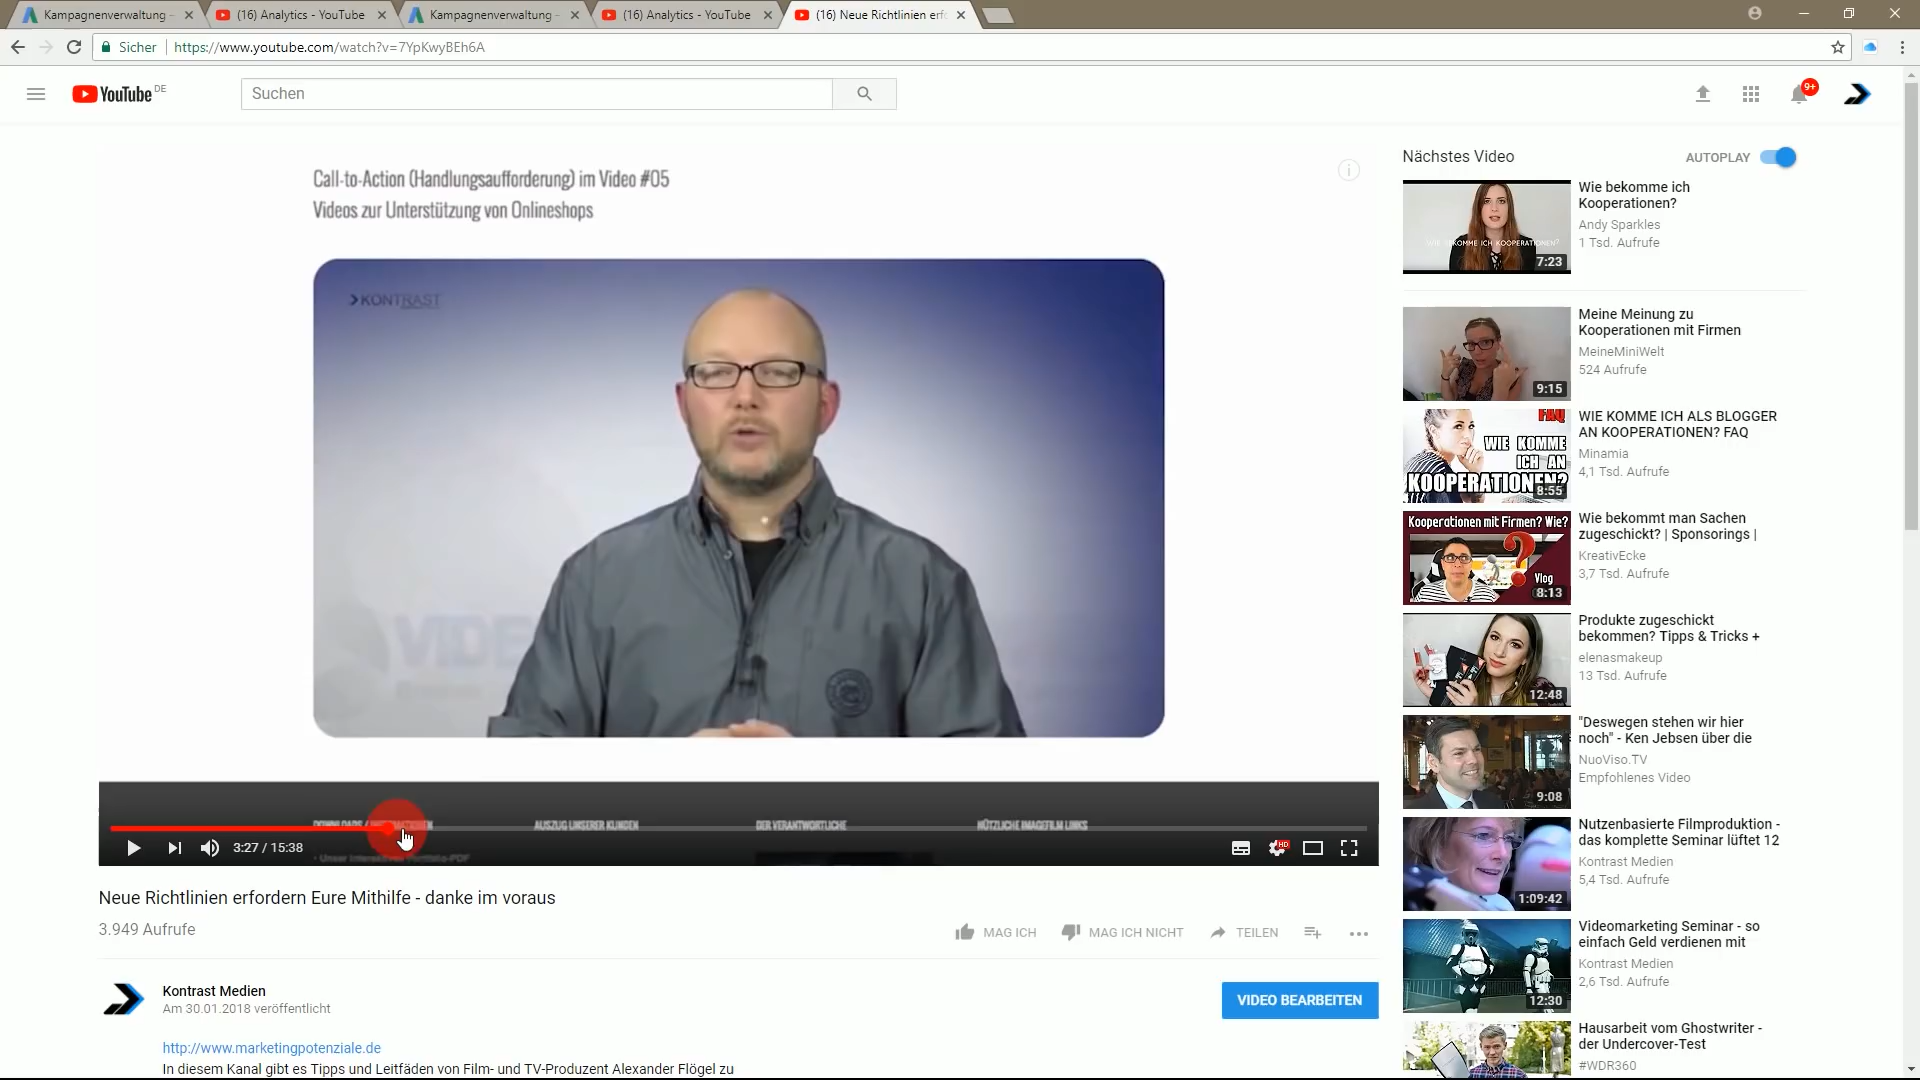 Kampagnenverwaltung -
(16) Analytics - YouTube
Kampagnenverwaltung -
(16) Analytics - YouTube
(16) Neue Richtlinien erf
Sicher
https://www.youtube.com/watch?v=7YpKwyBEh6A
YouTube DE
Suchen
9+
Call-to-Action (Handlungsaufforderung) im Video #05
Videos zur Unterstützung von Onlineshops
KONTRAST
DOWNLOADS / INFORMATIONEN
AUSZUG UNSERER KUNDEN
DER VERANTWORTLICHE
NÜTZLICHE IMAGEFILM LINKS
3:27 / 15:38
HD
Neue Richtlinien erfordern Eure Mithilfe - danke im voraus
3.949 Aufrufe
MAG ICH
MAG ICH NICHT
TEILEN
Kontrast Medien
Am 30.01.2018 veröffentlicht
VIDEO BEARBEITEN
http://www.marketingpotenziale.de
In diesem Kanal gibt es Tipps und Leitfäden von Film- und TV-Produzent Alexander Flögel zu
Nächstes Video
AUTOPLAY
WIE BEKOMME ICH KOOPERATIONEN?
7:23
Wie bekomme ich
Kooperationen?
Andy Sparkles
1 Tsd. Aufrufe
9:15
Meine Meinung zu
Kooperationen mit Firmen
MeineMiniWelt
524 Aufrufe
FAQ
WIE KOMME
ICH AN
KOOPERATIONEN?
8:55
WIE KOMME ICH ALS BLOGGER
AN KOOPERATIONEN? FAQ
Minamia
4,1 Tsd. Aufrufe
Kooperationen mit Firmen? Wie?
Vlog
8:13
Wie bekommt man Sachen
zugeschickt? | Sponsorings |
KreativEcke
3,7 Tsd. Aufrufe
12:48
Produkte zugeschickt
bekommen? Tipps & Tricks +
elenasmakeup
13 Tsd. Aufrufe
9:08
"Deswegen stehen wir hier
noch" - Ken Jebsen über die
NuoViso.TV
Empfohlenes Video
1:09:42
Nutzenbasierte Filmproduktion -
das komplette Seminar lüftet 12
Kontrast Medien
5,4 Tsd. Aufrufe
12:30
Videomarketing Seminar - so
einfach Geld verdienen mit
Kontrast Medien
2,6 Tsd. Aufrufe
Hausarbeit vom Ghostwriter -
der Undercover-Test
#WDR360